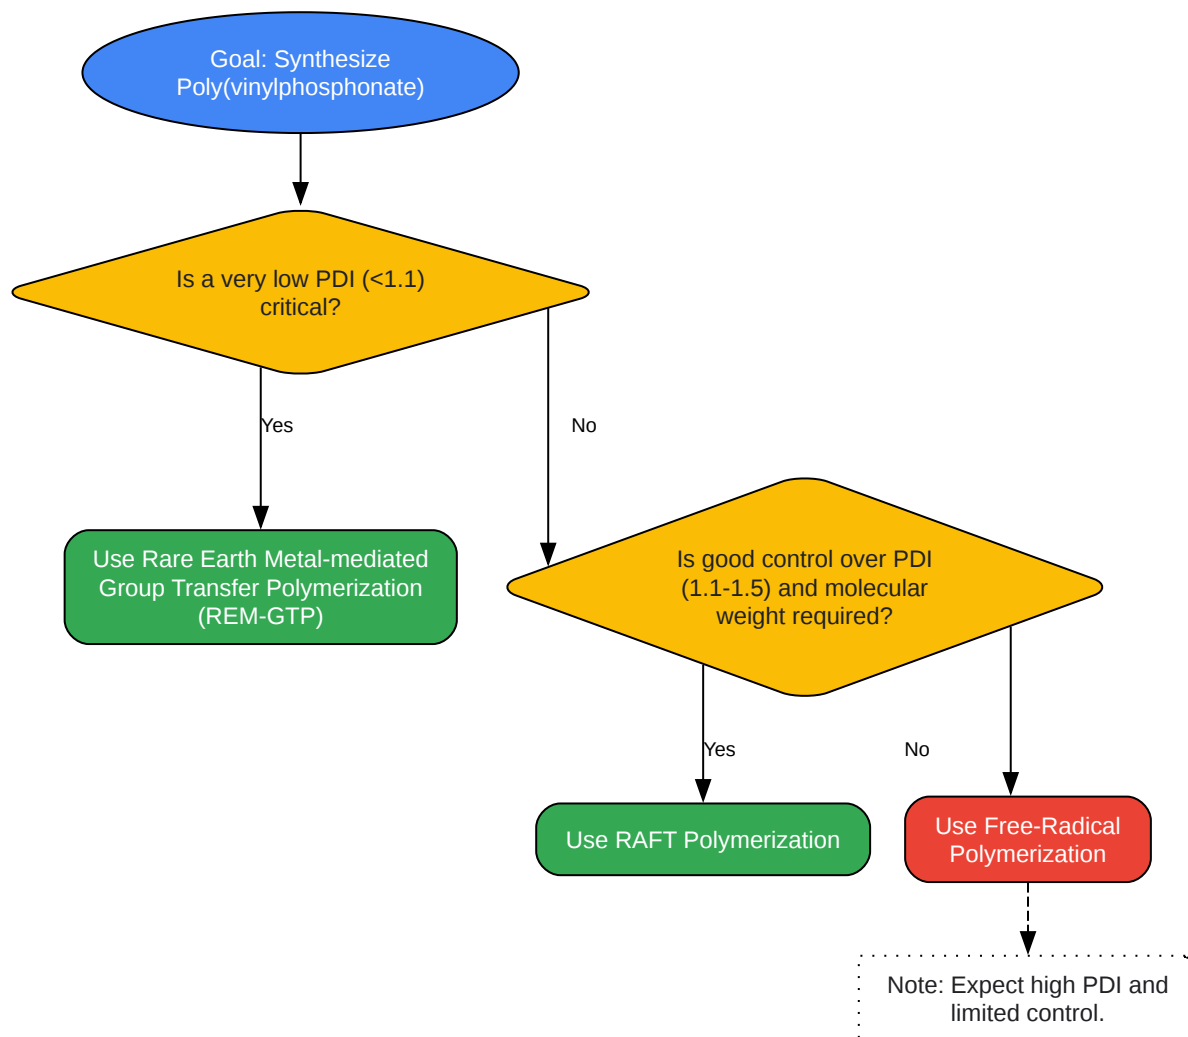 Goal: Synthesize
Poly(vinylphosphonate)
Is a very low PDI (<1.1)
critical?
Yes
No
Use Rare Earth Metal-mediated
Group Transfer Polymerization
(REM-GTP)
Is good control over PDI
(1.1-1.5) and molecular
weight required?
Yes
No
Use RAFT Polymerization
Use Free-Radical
Polymerization
Note: Expect high PDI and
limited control.